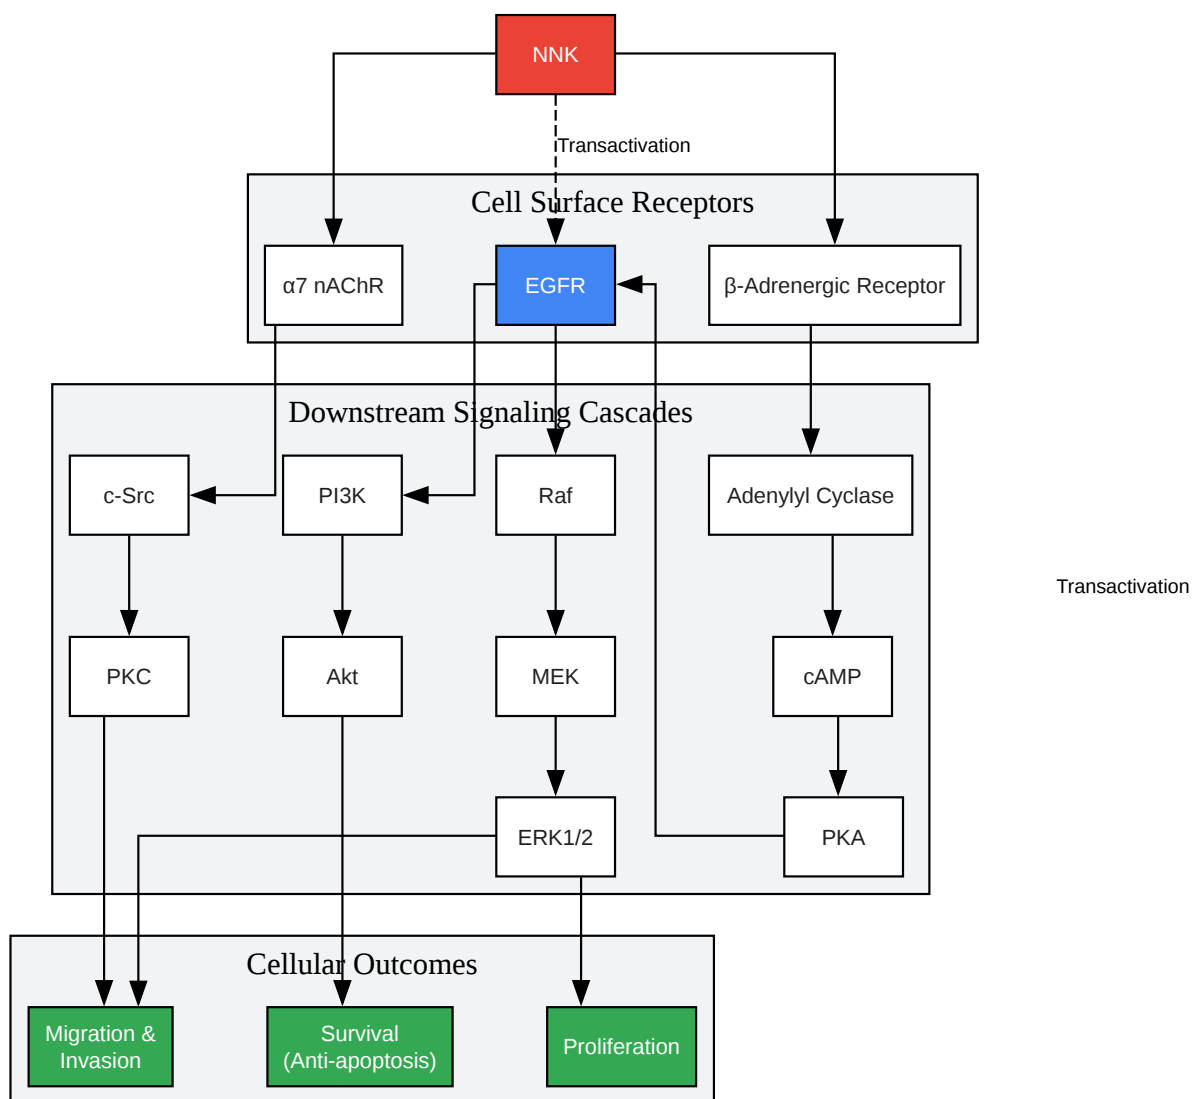 NNK
Transactivation
Cell Surface Receptors
α7 nAChR
EGFR
β-Adrenergic Receptor
Downstream Signaling Cascades
c-Src
PI3K
Raf
Adenylyl Cyclase
Transactivation
PKC
Akt
MEK
cAMP
ERK1/2
PKA
Cellular Outcomes
Migration &
Invasion
Survival
(Anti-apoptosis)
Proliferation